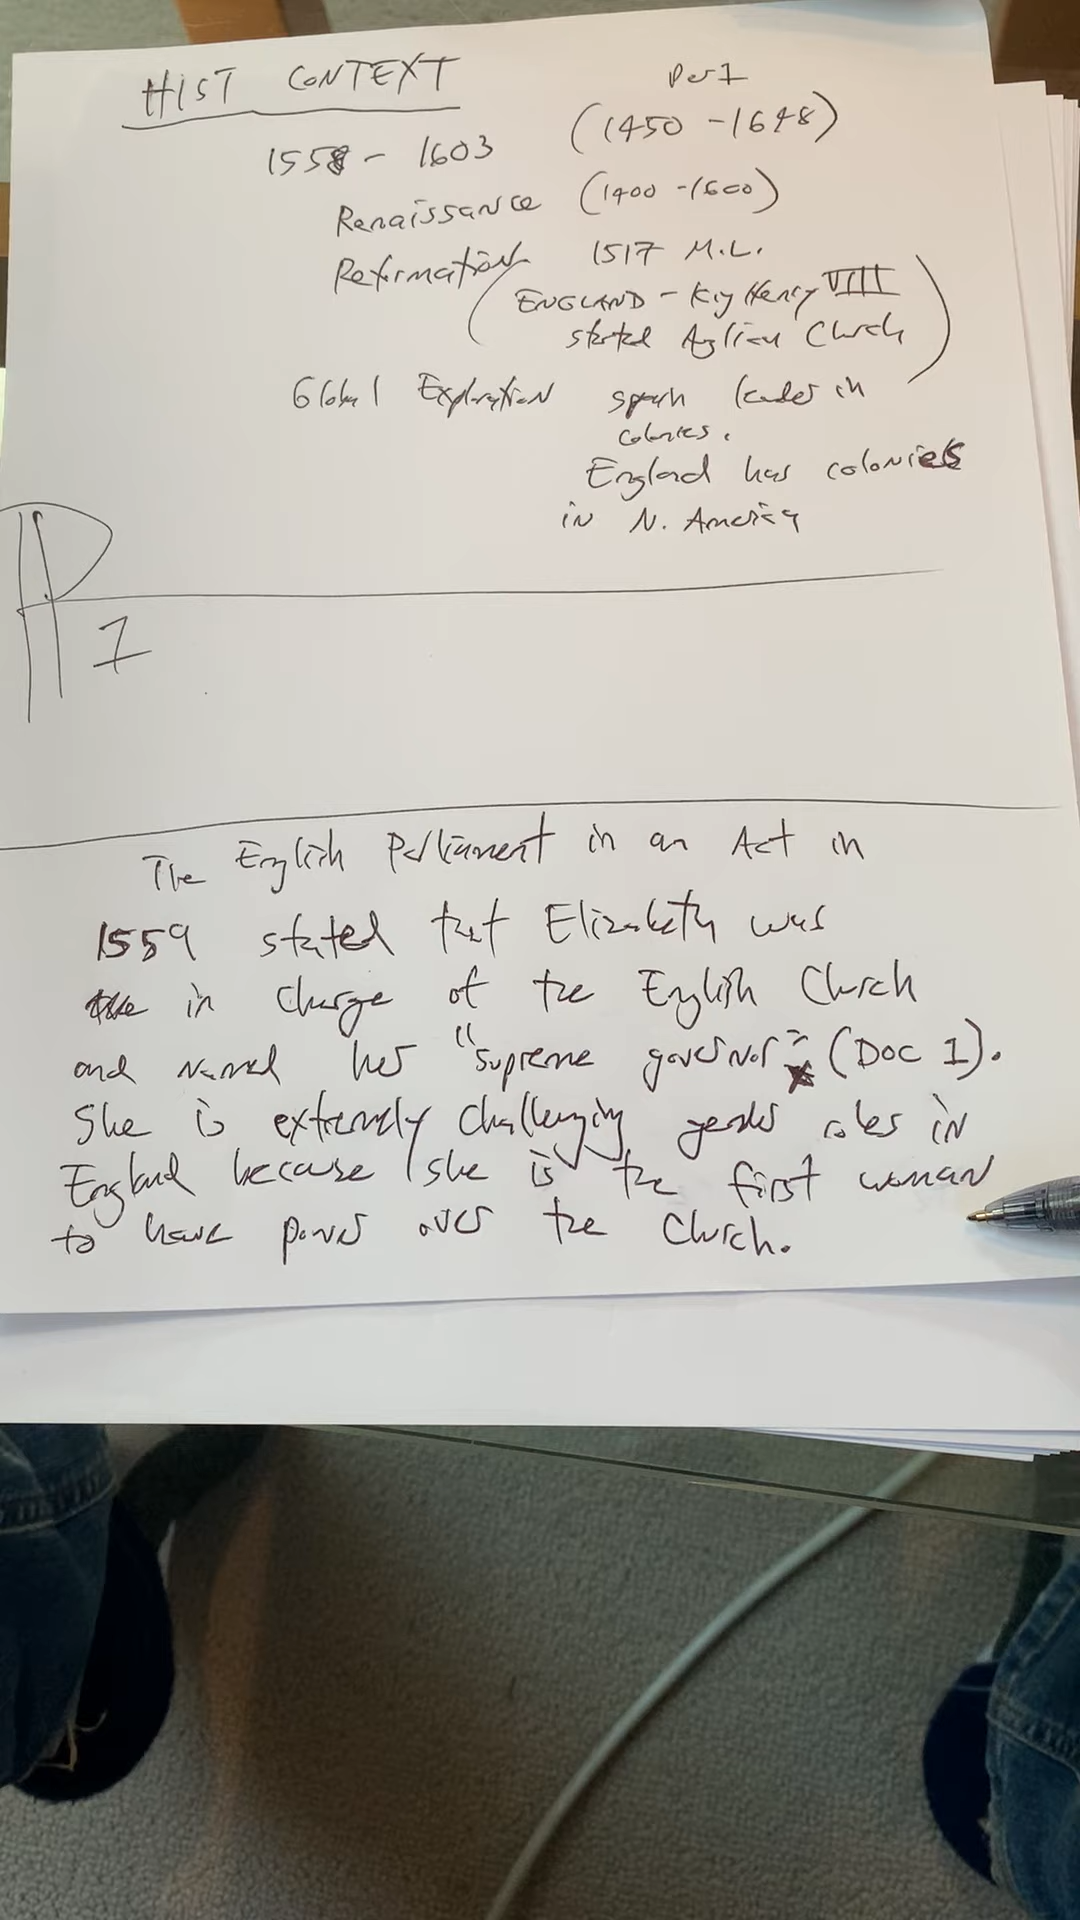 HIST CONTEXT
Per 1
1558 - 1603 (1450 - 1648)
Renaissance (1400 - 1600)
Reformation 1517 M.L.
(ENGLAND - King Henry VIII
started Anglican Church)
Global Exploration Spain leader in
colonies.
England has colonies
in N. America
1
The English Parliament in an Act in
1559 stated that Elizabeth was
in charge of the English Church
and named her "supreme governor" (Doc 1).
She is extremely challenging gender roles in
England because she is the first woman
to have power over the Church.